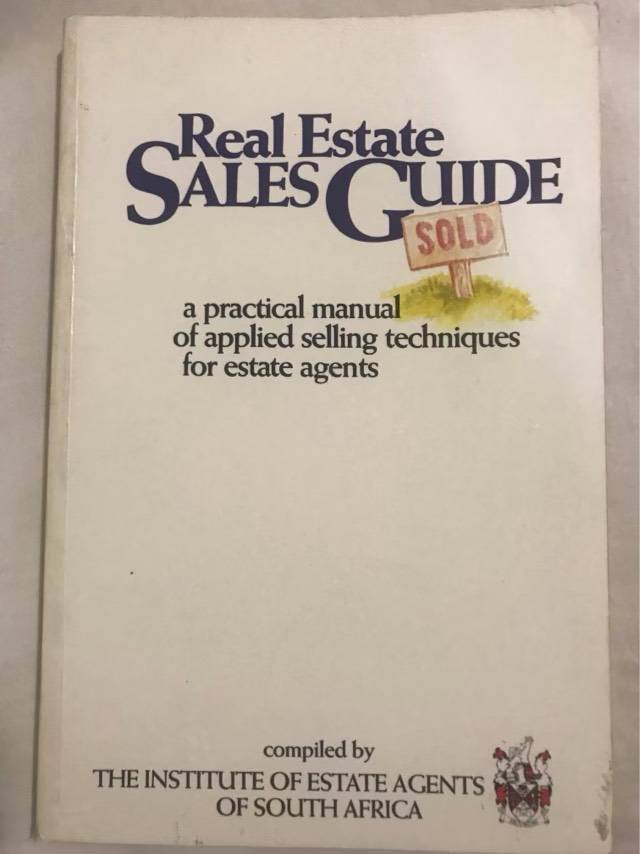 Real Estate
SALES GUIDE
SOLD
a practical manual
of applied selling techniques
for estate agents
compiled by
THE INSTITUTE OF ESTATE AGENTS
OF SOUTH AFRICA